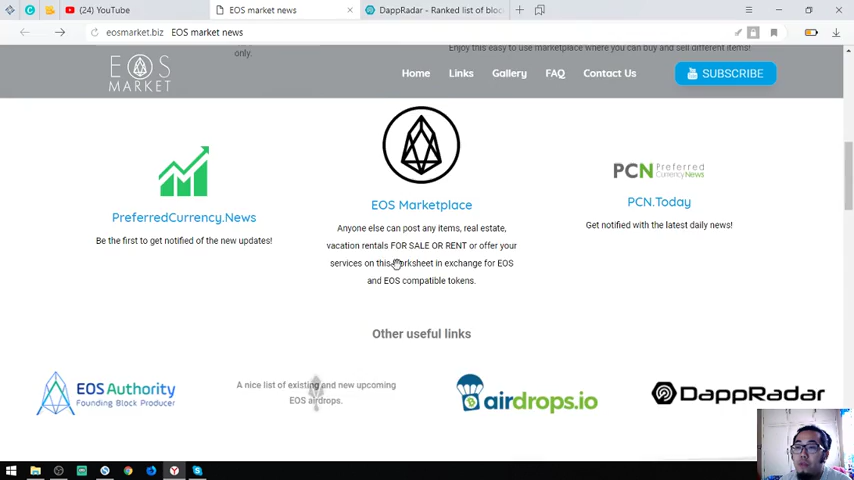 (24) YouTube
EOS market news
DappRadar - Ranked list of bloc
eosmarket.biz EOS market news
only.
Enjoy this easy to use marketplace where you can buy and sell different items!
EOS
MARKET
Home
Links
Gallery
FAQ
Contact Us
SUBSCRIBE
PreferredCurrency.News
Be the first to get notified of the new updates!
EOS Marketplace
Anyone else can post any items, real estate,
vacation rentals FOR SALE OR RENT or offer your
services on this worksheet in exchange for EOS
and EOS compatible tokens.
PCN Preferred
CurrencyNews
PCN.Today
Get notified with the latest daily news!
Other useful links
EOS Authority
Founding Block Producer
A nice list of existing and new upcoming
EOS airdrops.
airdrops.io
DappRadar